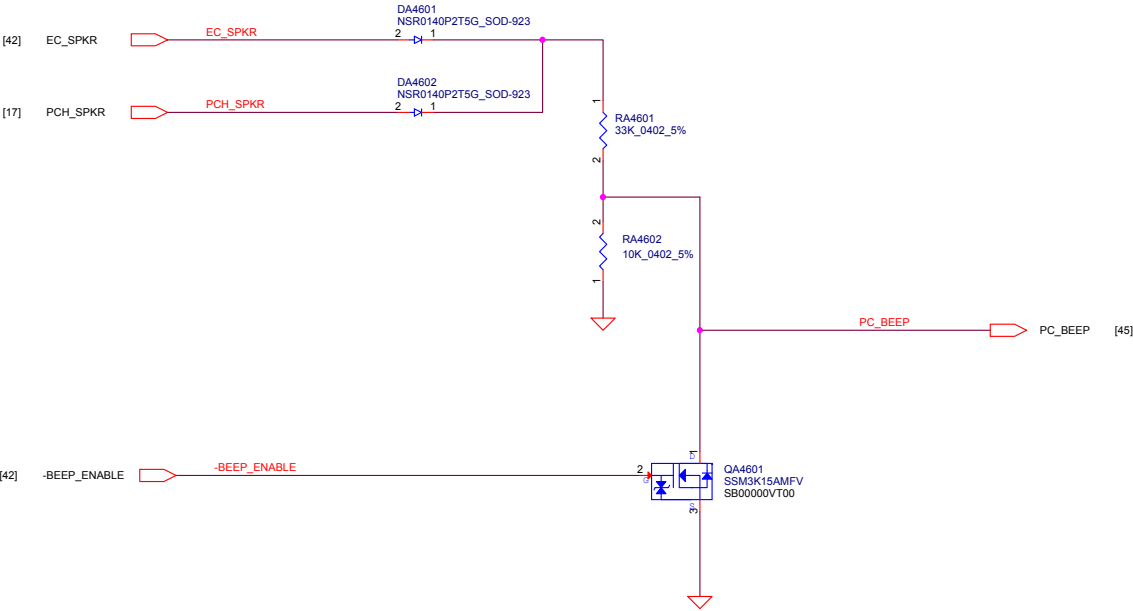 DA4601
NSR0140P2T5G_SOD-923
[42] EC_SPKR EC_SPKR 2 1
DA4602
NSR0140P2T5G_SOD-923
[17] PCH_SPKR PCH_SPKR 2 1
1
RA4601
33K_0402_5%
2
2
RA4602
10K_0402_5%
1
PC_BEEP PC_BEEP [45]
[42] -BEEP_ENABLE -BEEP_ENABLE 2 G
1 D
QA4601
SSM3K15AMFV
SB00000VT00
S
3